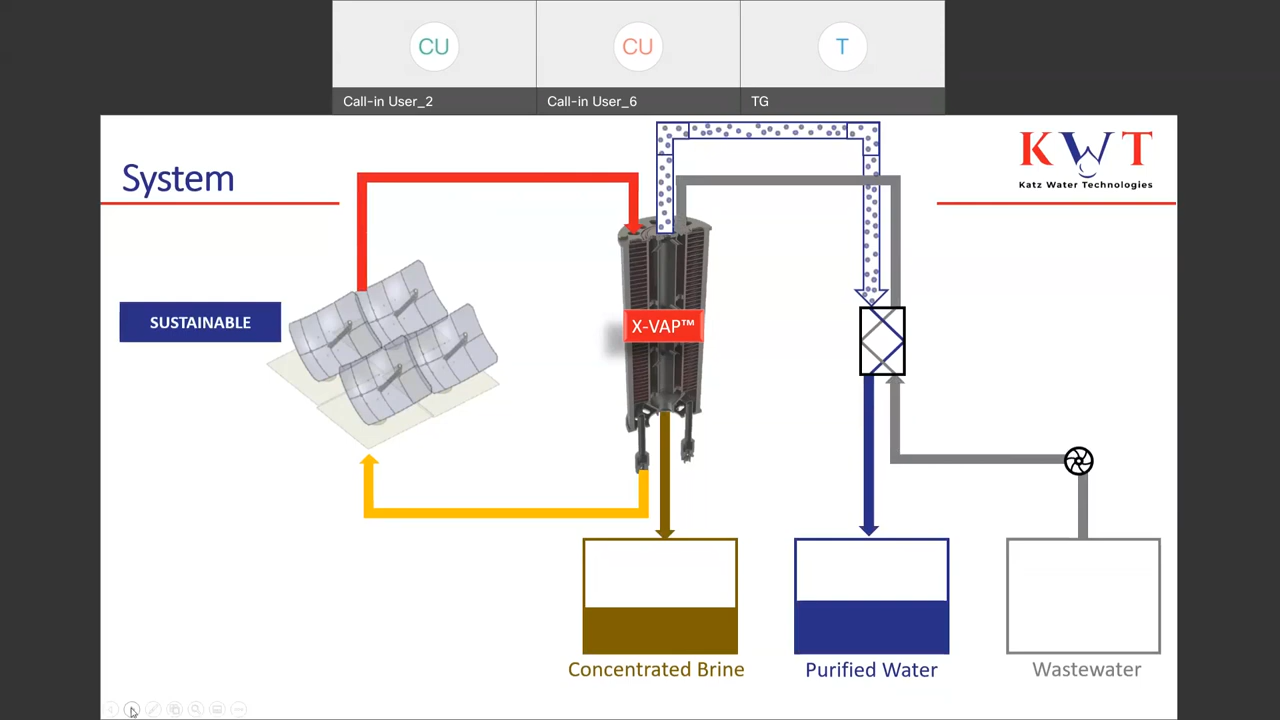 CU
CU
T
Call-in User_2
Call-in User_6
TG
System
KWT
Katz Water Technologies
SUSTAINABLE
X-VAP™
Concentrated Brine
Purified Water
Wastewater